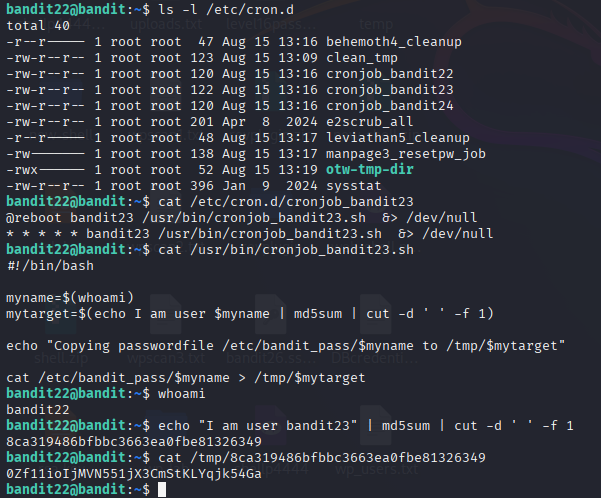 bandit22@bandit:~$ ls -l /etc/cron.d
total 40
-r--r----- 1 root root  47 Aug 15 13:16 behemoth4_cleanup
-rw-r--r-- 1 root root 123 Aug 15 13:09 clean_tmp
-rw-r--r-- 1 root root 120 Aug 15 13:16 cronjob_bandit22
-rw-r--r-- 1 root root 122 Aug 15 13:16 cronjob_bandit23
-rw-r--r-- 1 root root 120 Aug 15 13:16 cronjob_bandit24
-rw-r--r-- 1 root root 201 Apr  8  2024 e2scrub_all
-r--r----- 1 root root  48 Aug 15 13:17 leviathan5_cleanup
-rw------- 1 root root 138 Aug 15 13:17 manpage3_resetpw_job
-rwx------ 1 root root  52 Aug 15 13:19 otw-tmp-dir
-rw-r--r-- 1 root root 396 Jan  9  2024 sysstat
bandit22@bandit:~$ cat /etc/cron.d/cronjob_bandit23
@reboot bandit23 /usr/bin/cronjob_bandit23.sh  &> /dev/null
* * * * * bandit23 /usr/bin/cronjob_bandit23.sh  &> /dev/null
bandit22@bandit:~$ cat /usr/bin/cronjob_bandit23.sh
#!/bin/bash
myname=$(whoami)
mytarget=$(echo I am user $myname | md5sum | cut -d ' ' -f 1)
echo "Copying passwordfile /etc/bandit_pass/$myname to /tmp/$mytarget"
cat /etc/bandit_pass/$myname > /tmp/$mytarget
bandit22@bandit:~$ whoami
bandit22
bandit22@bandit:~$ echo "I am user bandit23" | md5sum | cut -d ' ' -f 1
8ca319486bfbbc3663ea0fbe81326349
bandit22@bandit:~$ cat /tmp/8ca319486bfbbc3663ea0fbe81326349
0Zf11ioIjMVN551jX3CmStKLYqjk54Ga
bandit22@bandit:~$